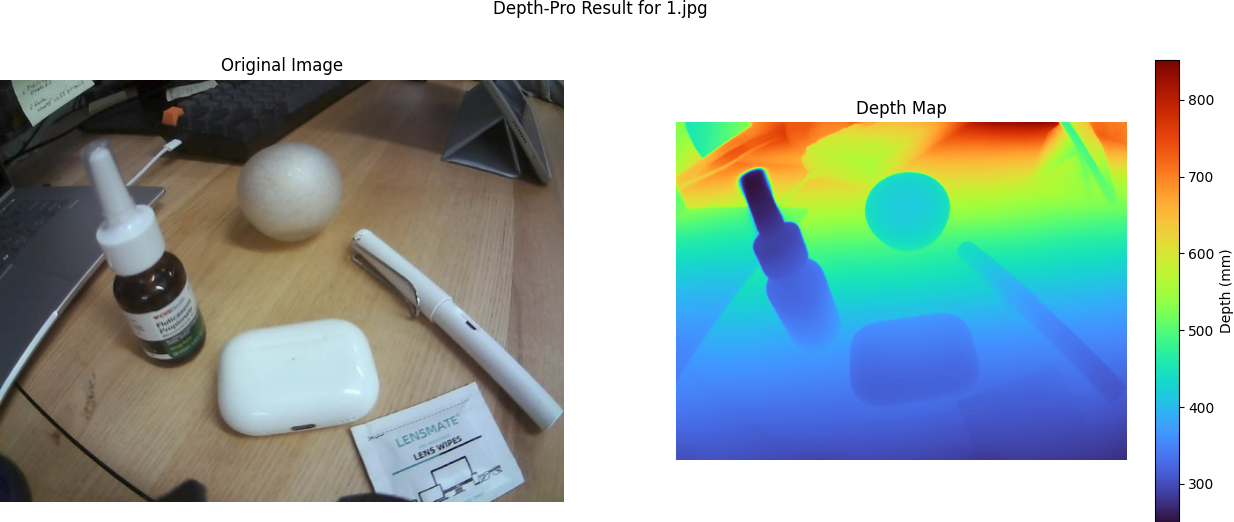 Depth-Pro Result for 1.jpg
Original Image
Depth Map
Fluticasone
Propionate
LENSMATE
LENS WIPES
800
700
600
500
400
300
Depth (mm)